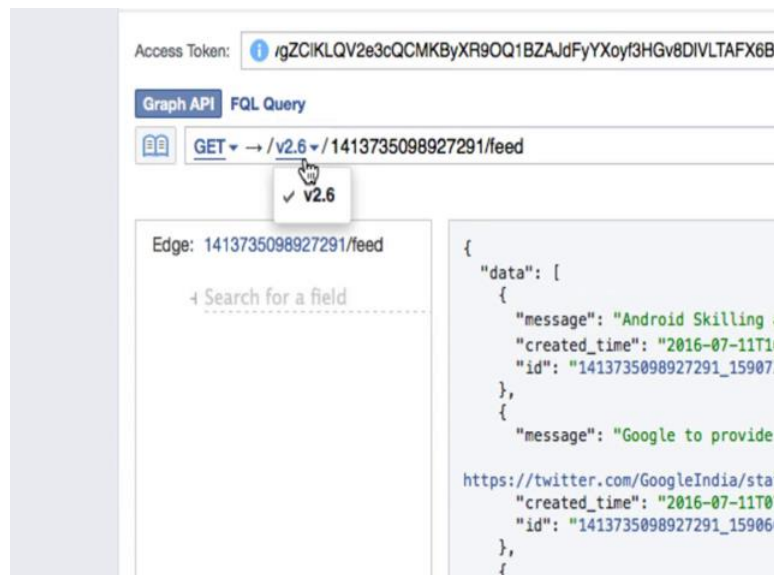 Access Token: /gZCIKLQV2e3cQCMKByXR9OQ1BZAJdFyYXoyf3HGv8DIVLTAFX6B
Graph API FQL Query
GET → /v2.6 /1413735098927291/feed
✓ v2.6
Edge: 1413735098927291/feed
Search for a field
{
"data": [
{
"message": "Android Skilling
"created_time": "2016-07-11T1
"id": "1413735098927291_15907
},
{
"message": "Google to provide
https://twitter.com/GoogleIndia/sta
"created_time": "2016-07-11T0
"id": "1413735098927291_15906
},
{